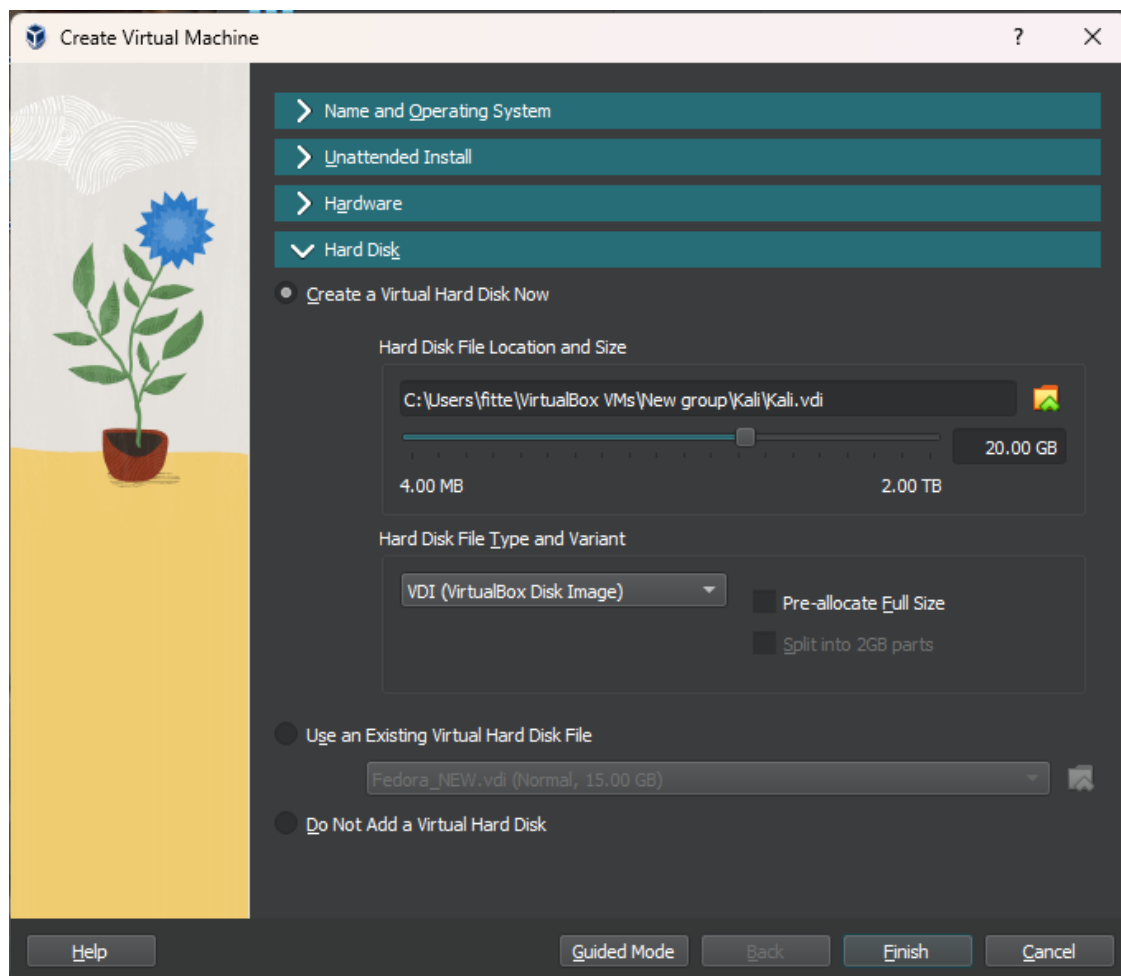 Create Virtual Machine
?
Name and Operating System
Unattended Install
Hardware
Hard Disk
Create a Virtual Hard Disk Now
Hard Disk File Location and Size
C:\Users\fitte\VirtualBox VMs\New group\Kali\Kali.vdi
20.00 GB
4.00 MB 2.00 TB
Hard Disk File Type and Variant
VDI (VirtualBox Disk Image)
Pre-allocate Full Size
Split into 2GB parts
Use an Existing Virtual Hard Disk File
Fedora_NEW.vdi (Normal, 15.00 GB)
Do Not Add a Virtual Hard Disk
Help Guided Mode Back Finish Cancel